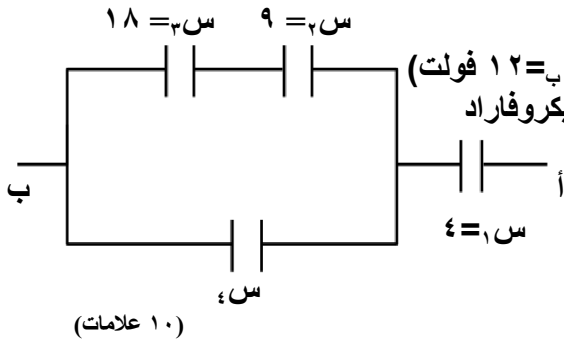 س٣= ١٨ س٢= ٩
ب=١٢ فولت)
يكروفاراد
أ
ب
س١=٤
س٤
(١٠ علامات)